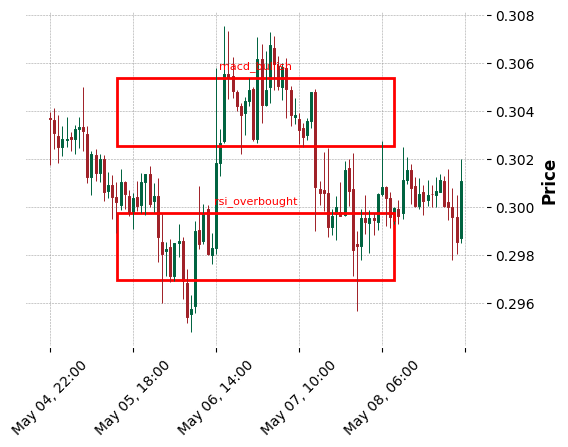 0.308
0.306
macd_bullish
0.304
0.302
rsi_overbought
0.300
0.298
0.296
Price
May 04, 22:00
May 05, 18:00
May 06, 14:00
May 07, 10:00
May 08, 06:00